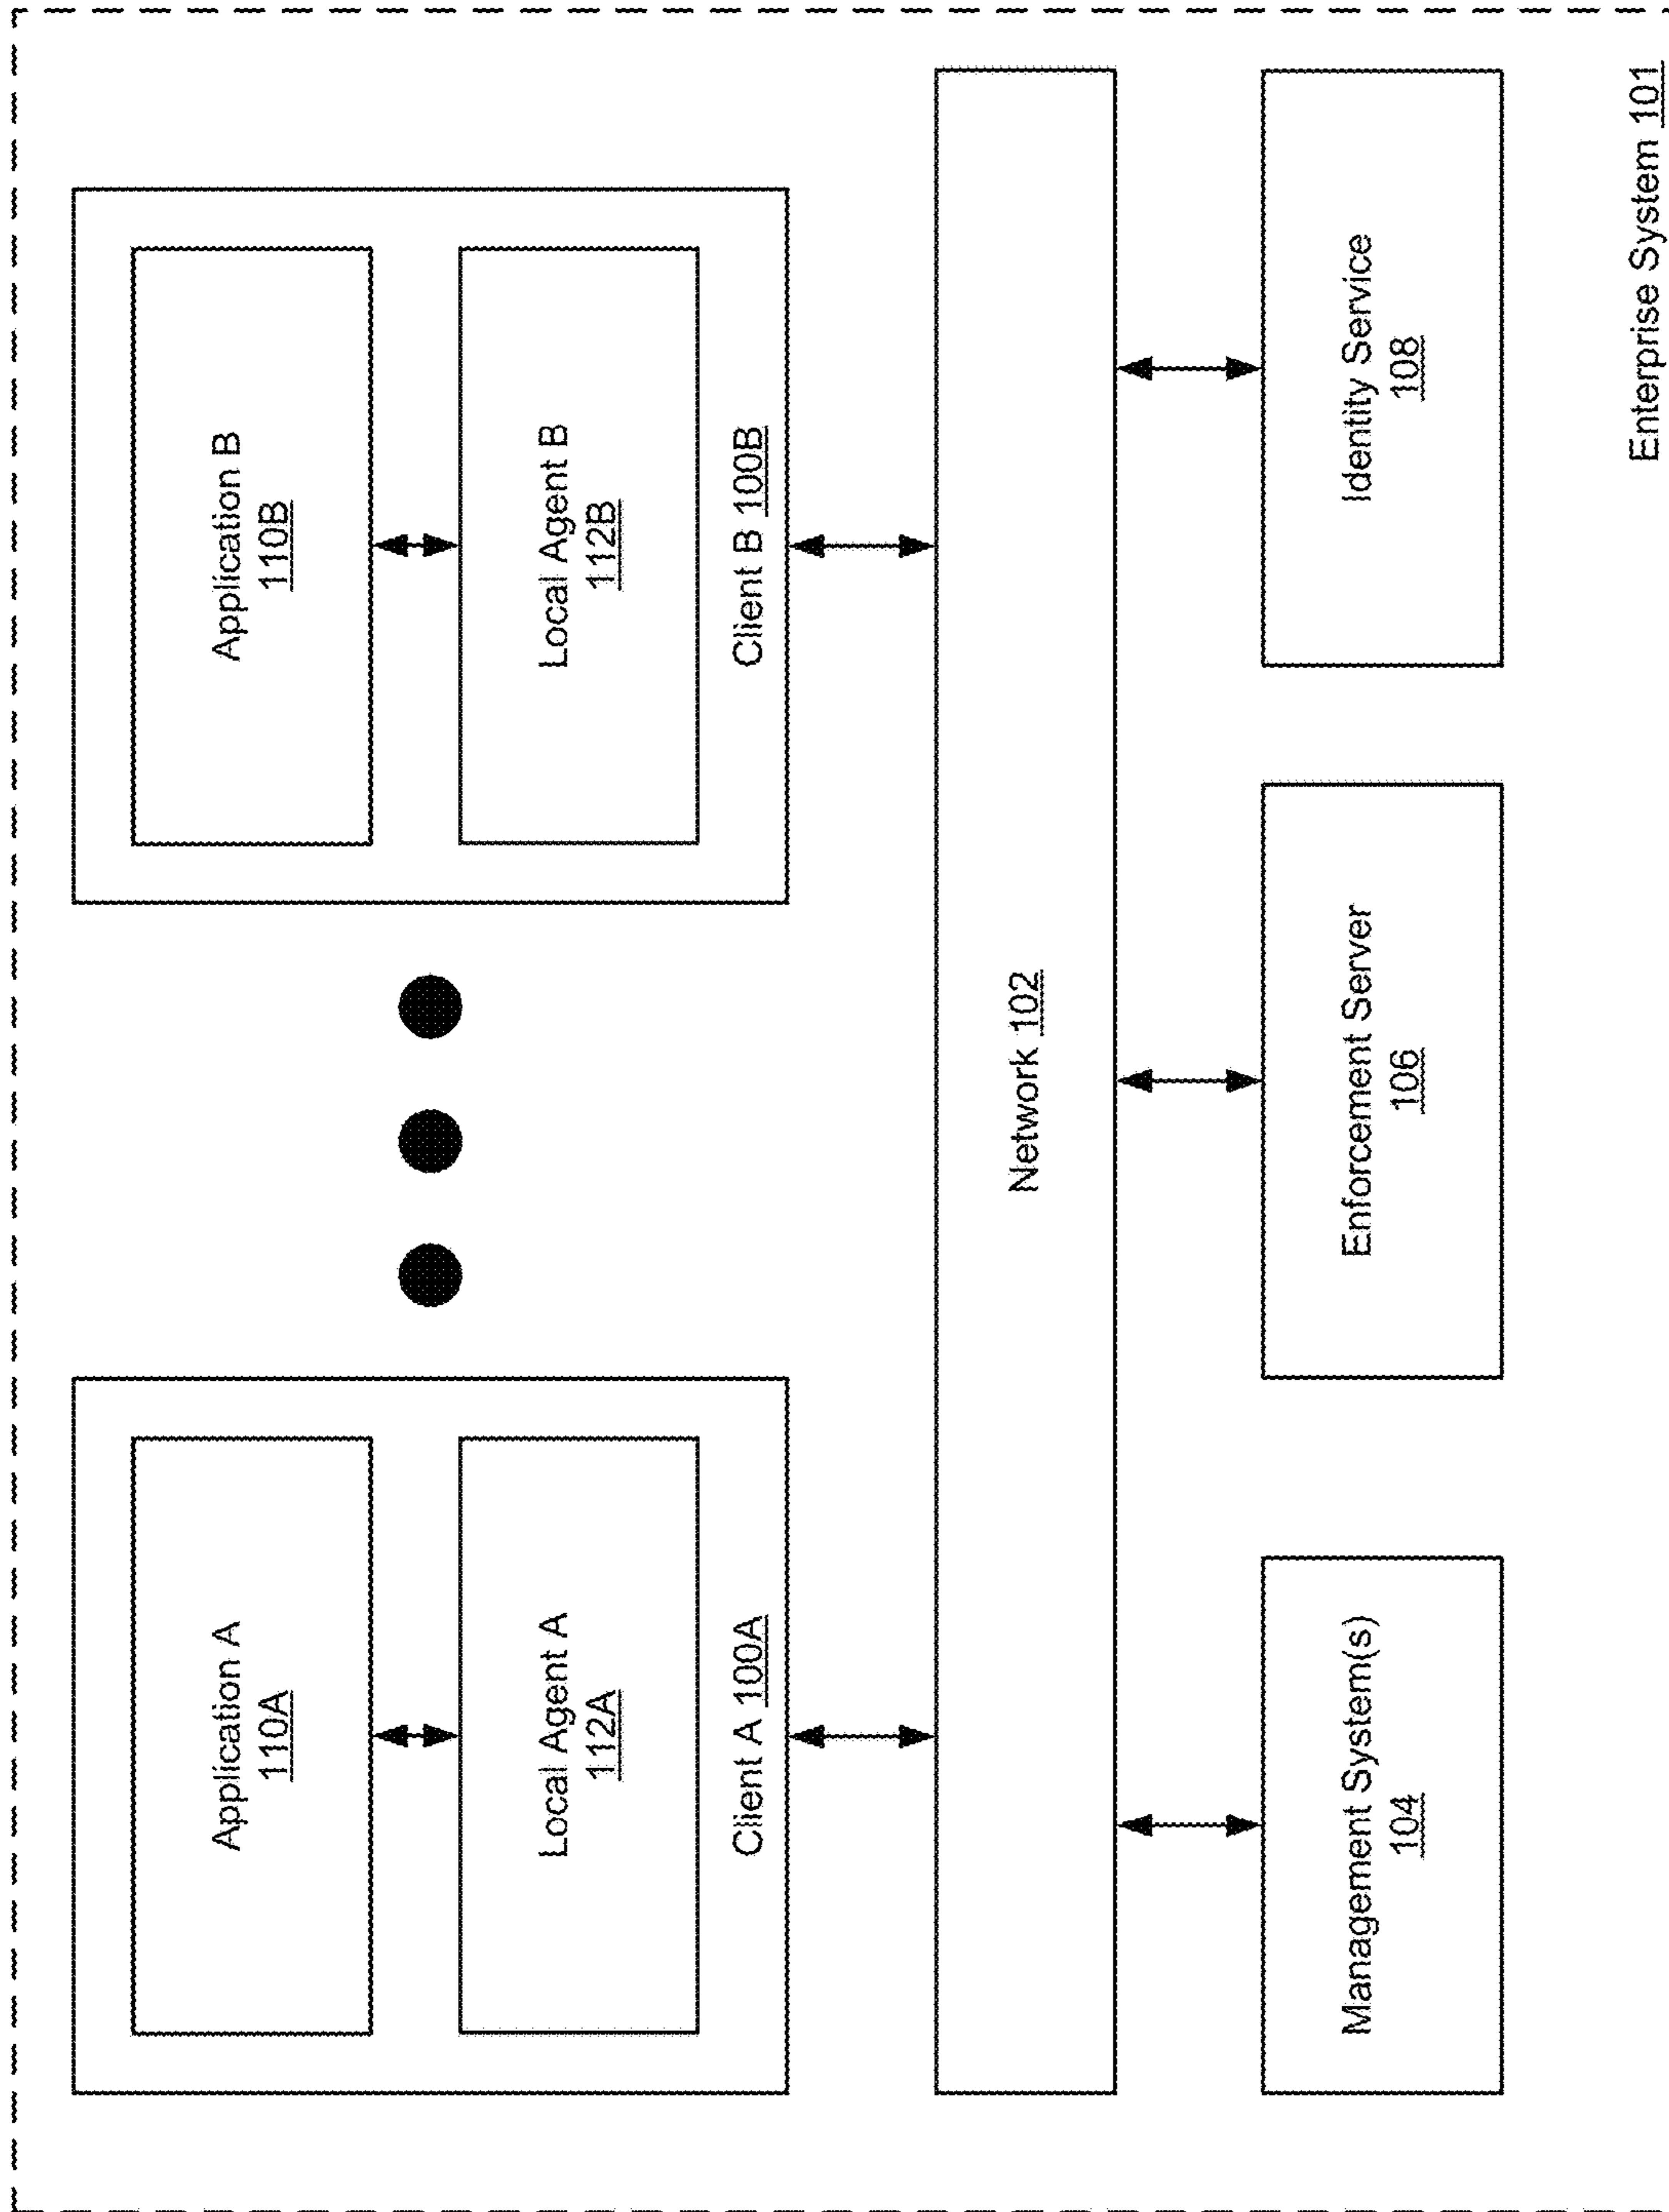 Application A
110A
Local Agent A
112A
Client A 100A
Application B
110B
Local Agent B
112B
Client B 100B
Network 102
Management System(s)
104
Enforcement Server
106
Identity Service
108
Enterprise System 101